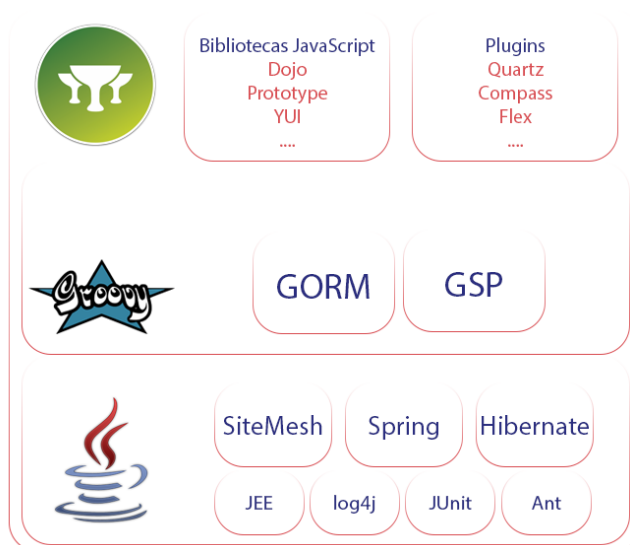 Bibliotecas JavaScript
Dojo
Prototype
YUI
....
Plugins
Quartz
Compass
Flex
....
Groovy
GORM
GSP
SiteMesh
Spring
Hibernate
JEE
log4j
JUnit
Ant